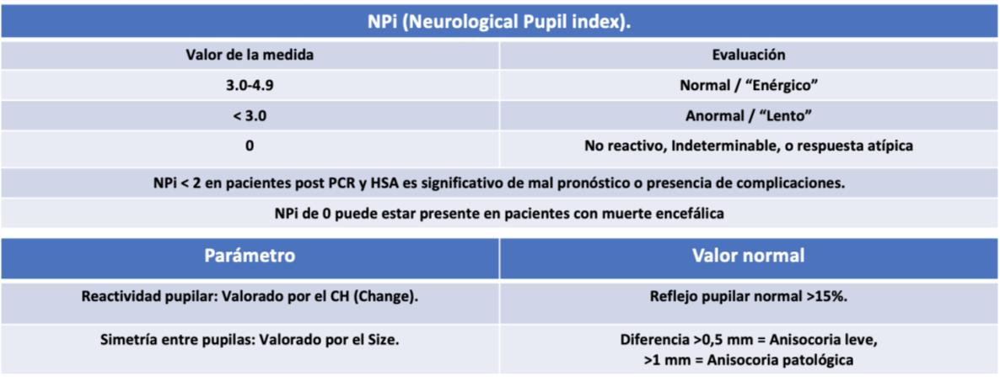 NPi (Neurological Pupil index).
Valor de la medida
Evaluación
3.0-4.9
Normal / “Enérgico”
< 3.0
Anormal / “Lento”
0
No reactivo, Indeterminable, o respuesta atípica
NPi < 2 en pacientes post PCR y HSA es significativo de mal pronóstico o presencia de complicaciones.
NPi de 0 puede estar presente en pacientes con muerte encefálica
Parámetro
Valor normal
Reactividad pupilar: Valorado por el CH (Change).
Reflejo pupilar normal >15%.
Simetría entre pupilas: Valorado por el Size.
Diferencia >0,5 mm = Anisocoria leve,
>1 mm = Anisocoria patológica